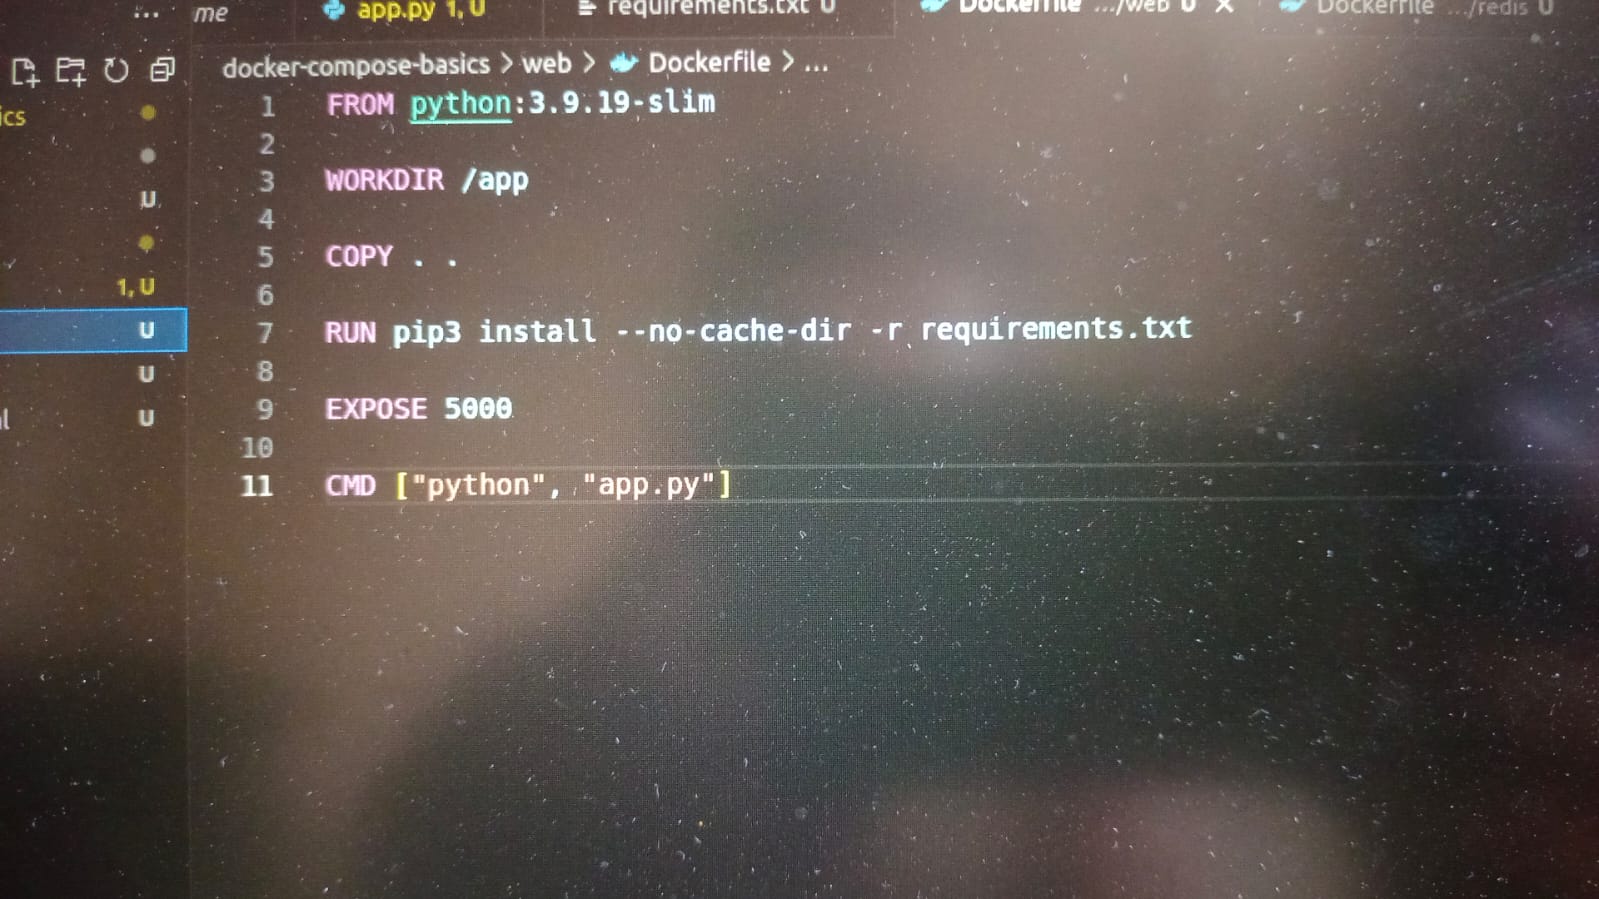 ... me app.py 1, U requirements.txt U Dockerfile .../web U Dockerfile .../redis U
docker-compose-basics > web > Dockerfile > ...
ics
1 FROM python:3.9.19-slim
2
3 WORKDIR /app
U
4
5 COPY . .
1, U
6
7 RUN pip3 install --no-cache-dir -r requirements.txt
U
8
U
9 EXPOSE 5000
l U
10
11 CMD ["python", "app.py"]